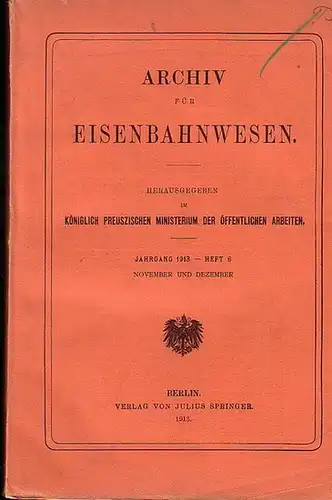 ARCHIV
FÜR
EISENBAHNWESEN.
HERAUSGEGEBEN
IM
KÖNIGLICH PREUSZISCHEN MINISTERIUM DER ÖFFENTLICHEN ARBEITEN.
JAHRGANG 1913 — HEFT 6
NOVEMBER UND DEZEMBER
BERLIN.
VERLAG VON JULIUS SPRINGER.
1913.